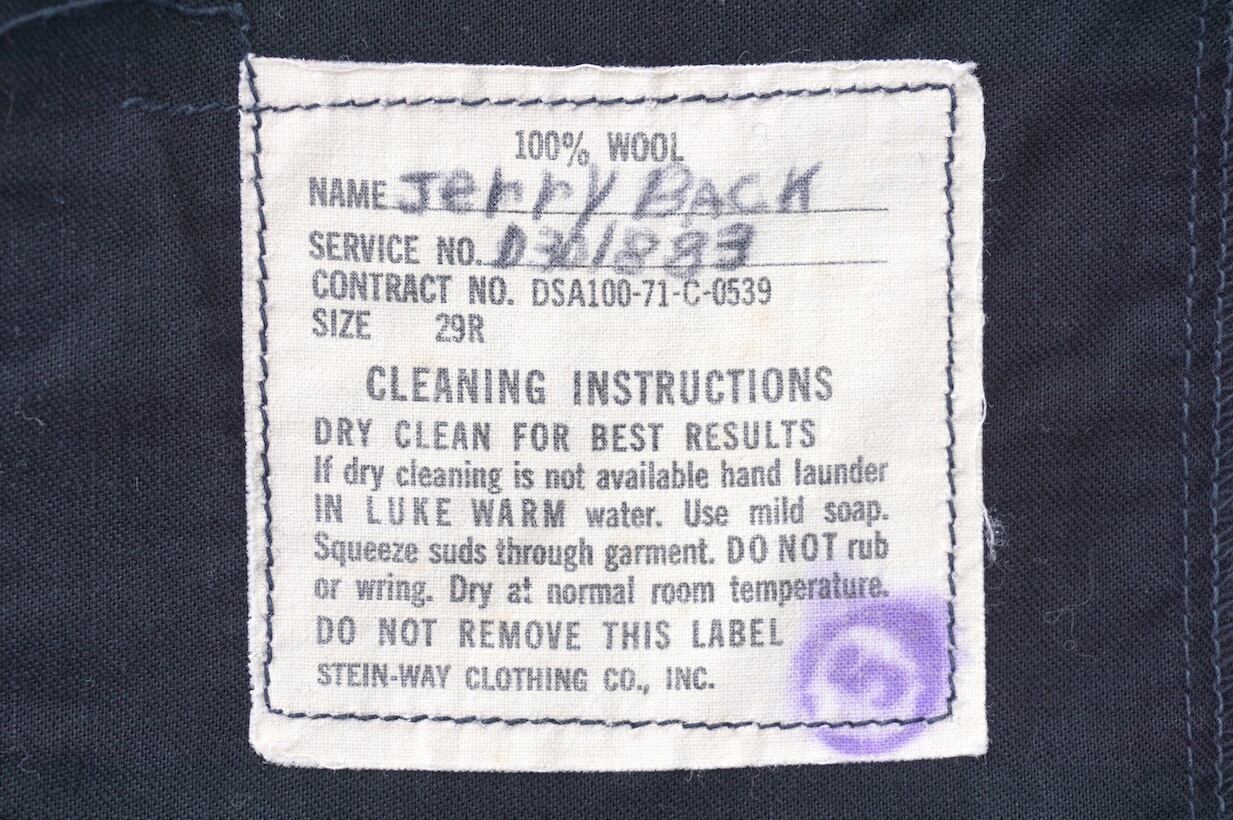 100% WOOL
NAME Jerry BACK
SERVICE NO. D301883
CONTRACT NO. DSA100-71-C-0539
SIZE 29R
CLEANING INSTRUCTIONS
DRY CLEAN FOR BEST RESULTS
If dry cleaning is not available hand launder
IN LUKE WARM water. Use mild soap.
Squeeze suds through garment. DO NOT rub
or wring. Dry at normal room temperature.
DO NOT REMOVE THIS LABEL
STEIN-WAY CLOTHING CO., INC.